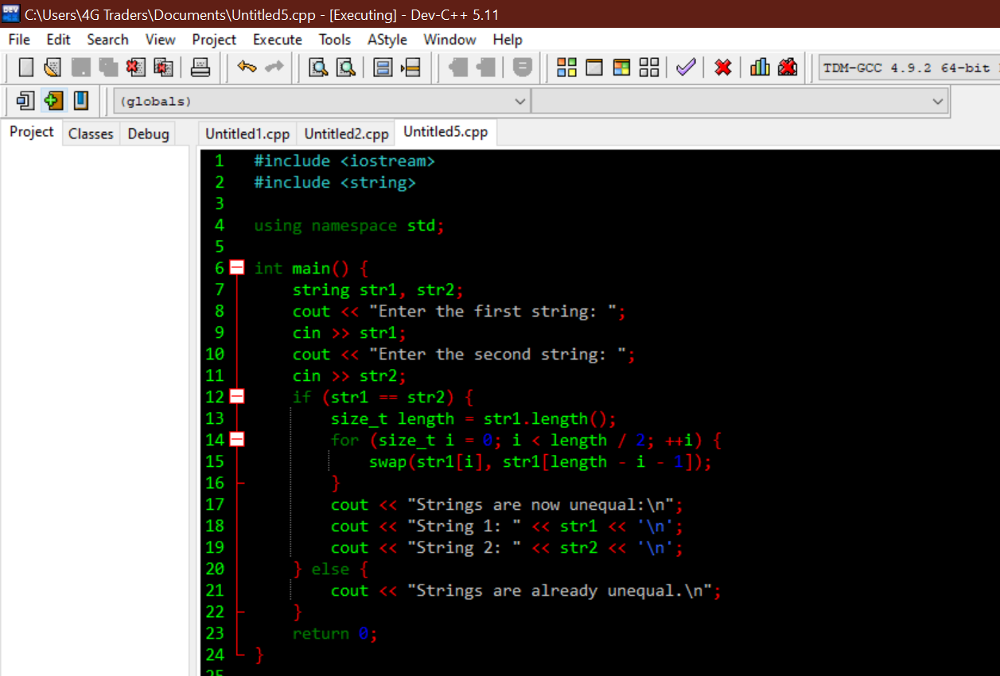 C:\Users\4G Traders\Documents\Untitled5.cpp - [Executing] - Dev-C++ 5.11
File Edit Search View Project Execute Tools AStyle Window Help
TDM-GCC 4.9.2 64-bit
(globals)
Project Classes Debug Untitled1.cpp Untitled2.cpp Untitled5.cpp
1 #include <iostream>
2 #include <string>
3
4 using namespace std;
5
6 int main() {
7 string str1, str2;
8 cout << "Enter the first string: ";
9 cin >> str1;
10 cout << "Enter the second string: ";
11 cin >> str2;
12 if (str1 == str2) {
13 size_t length = str1.length();
14 for (size_t i = 0; i < length / 2; ++i) {
15 swap(str1[i], str1[length - i - 1]);
16 }
17 cout << "Strings are now unequal:\n";
18 cout << "String 1: " << str1 << '\n';
19 cout << "String 2: " << str2 << '\n';
20 } else {
21 cout << "Strings are already unequal.\n";
22 }
23 return 0;
24 }
25